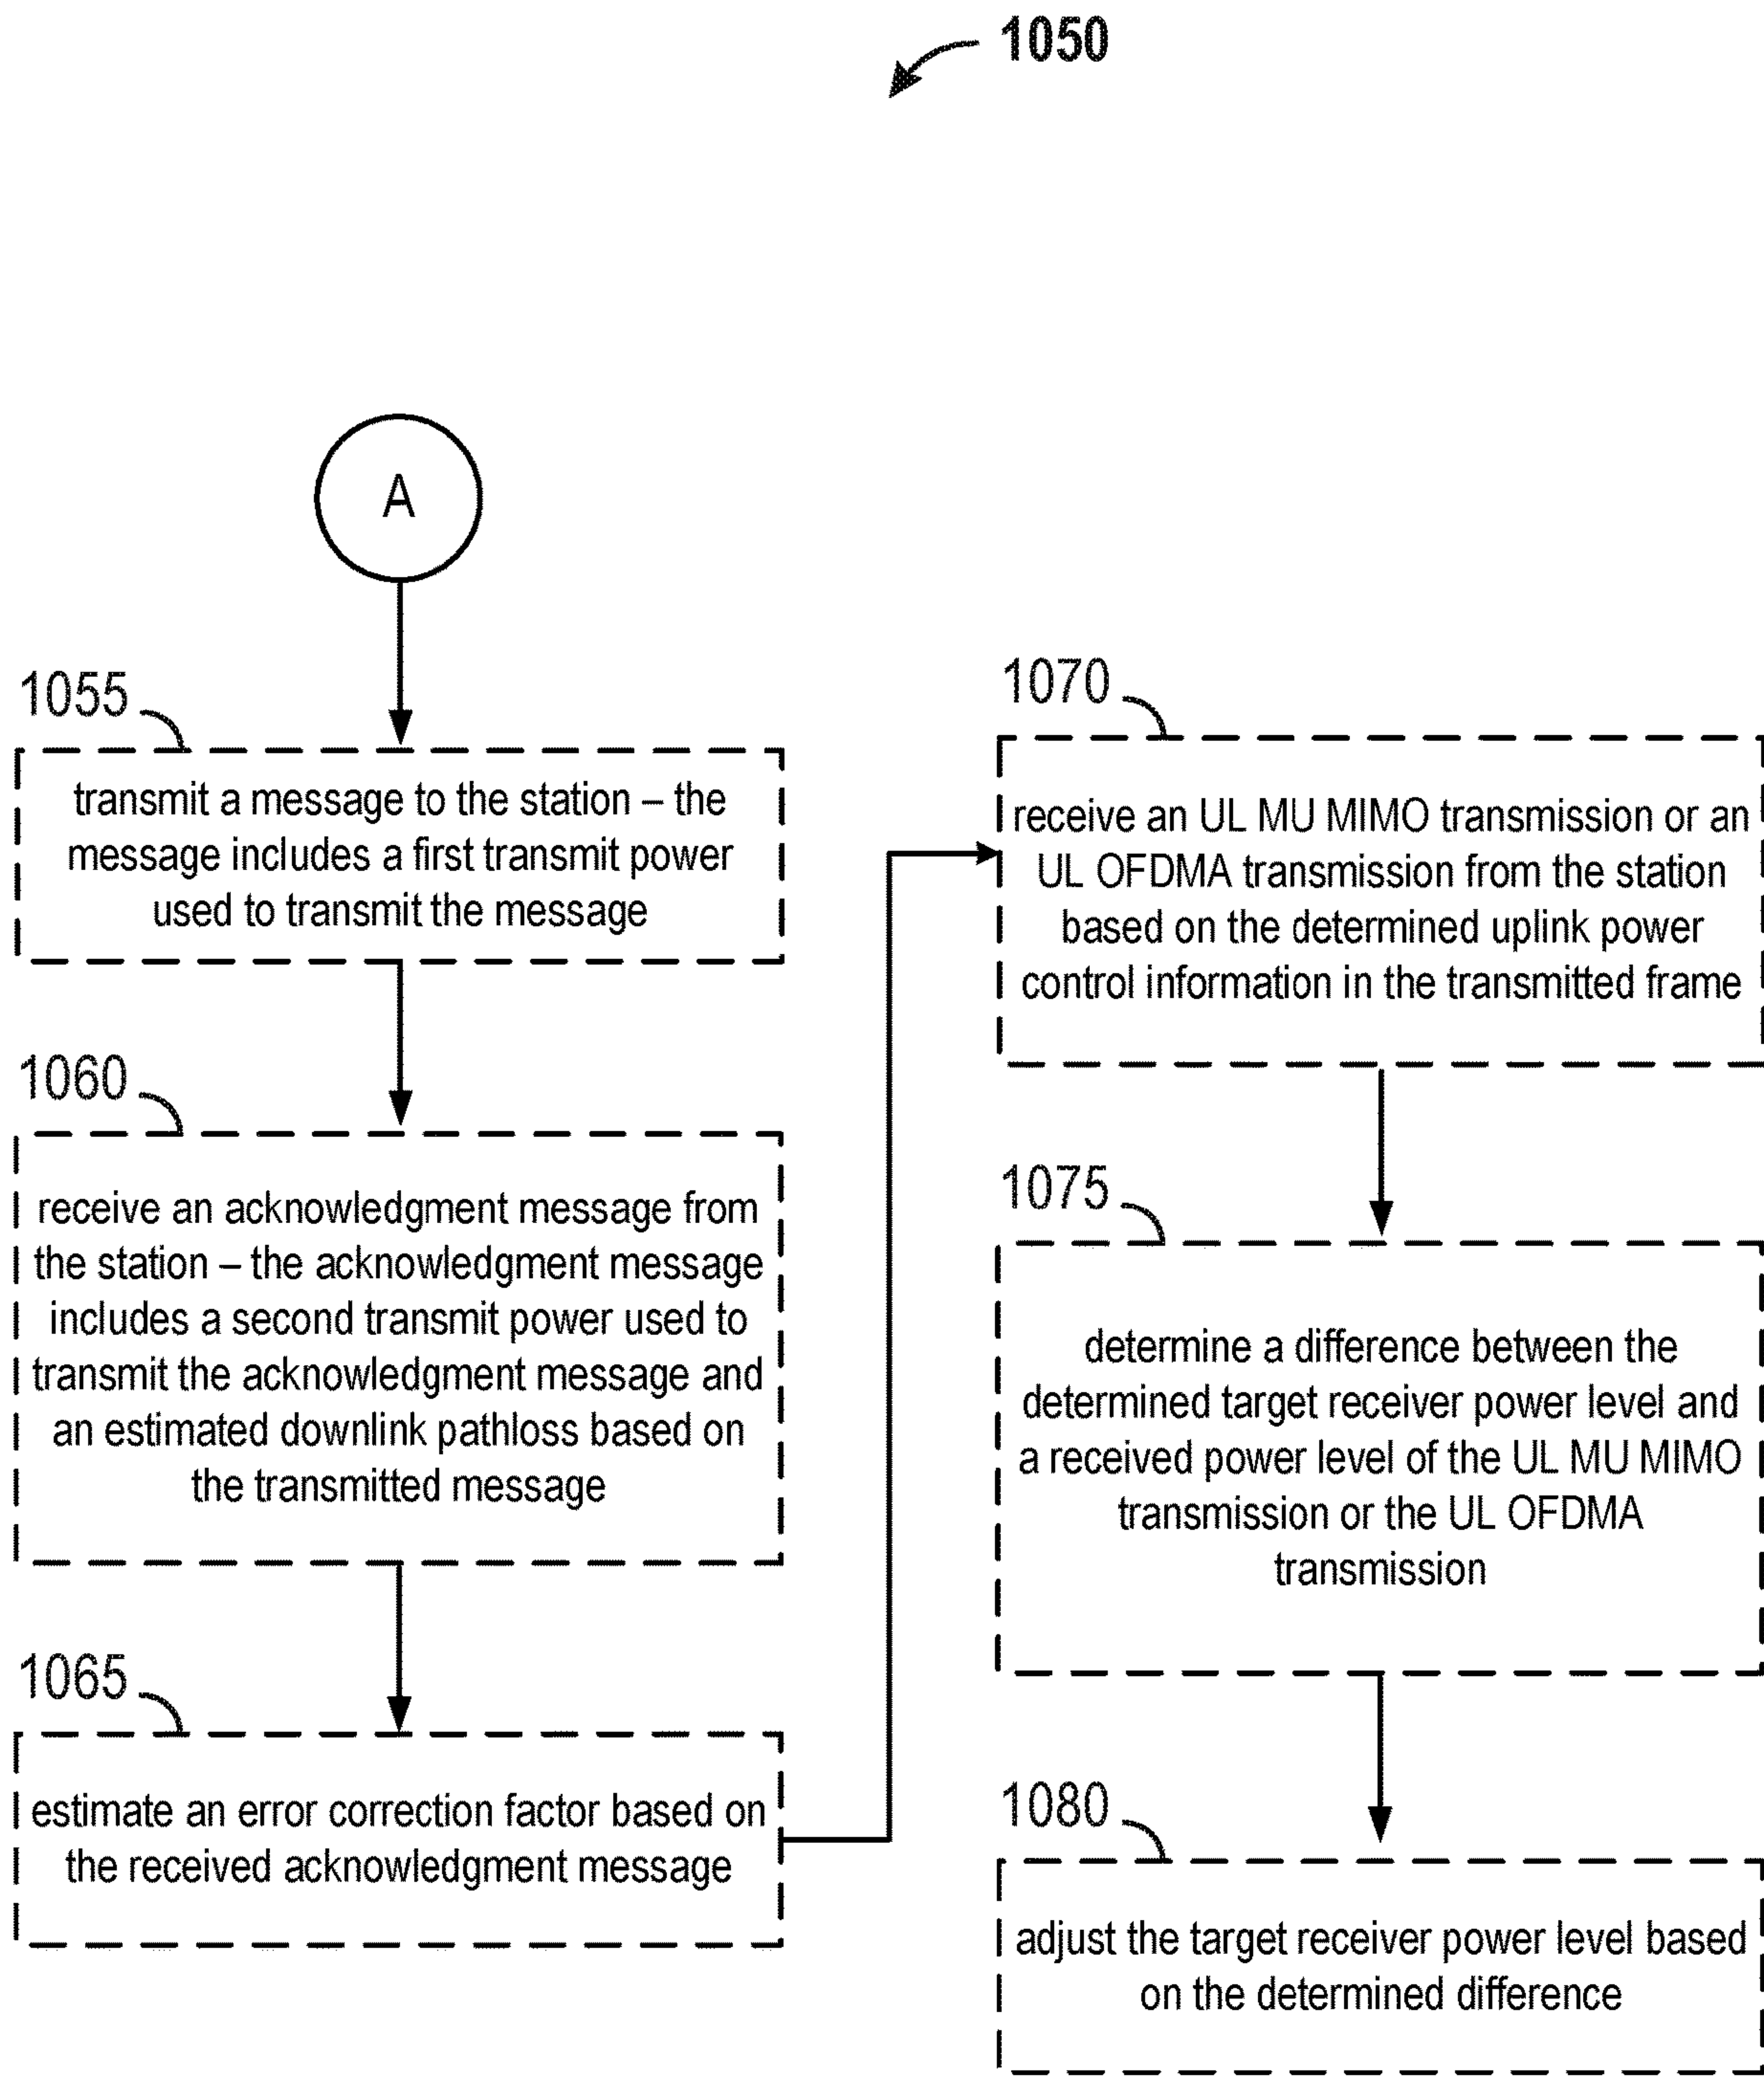 1050
A
1055
transmit a message to the station – the
message includes a first transmit power
used to transmit the message
1060
receive an acknowledgment message from
the station – the acknowledgment message
includes a second transmit power used to
transmit the acknowledgment message and
an estimated downlink pathloss based on
the transmitted message
1065
estimate an error correction factor based on
the received acknowledgment message
1070
receive an UL MU MIMO transmission or an
UL OFDMA transmission from the station
based on the determined uplink power
control information in the transmitted frame
1075
determine a difference between the
determined target receiver power level and
a received power level of the UL MU MIMO
transmission or the UL OFDMA
transmission
1080
adjust the target receiver power level based
on the determined difference